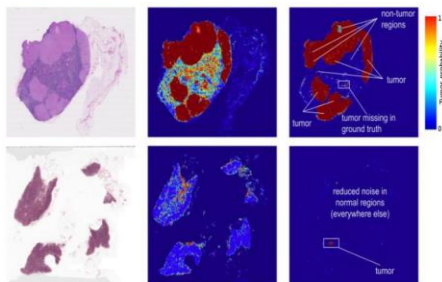 non-tumor
regions
tumor
tumor
tumor missing in
ground truth
1
Tumor probability
0
reduced noise in
normal regions
(everywhere else)
tumor